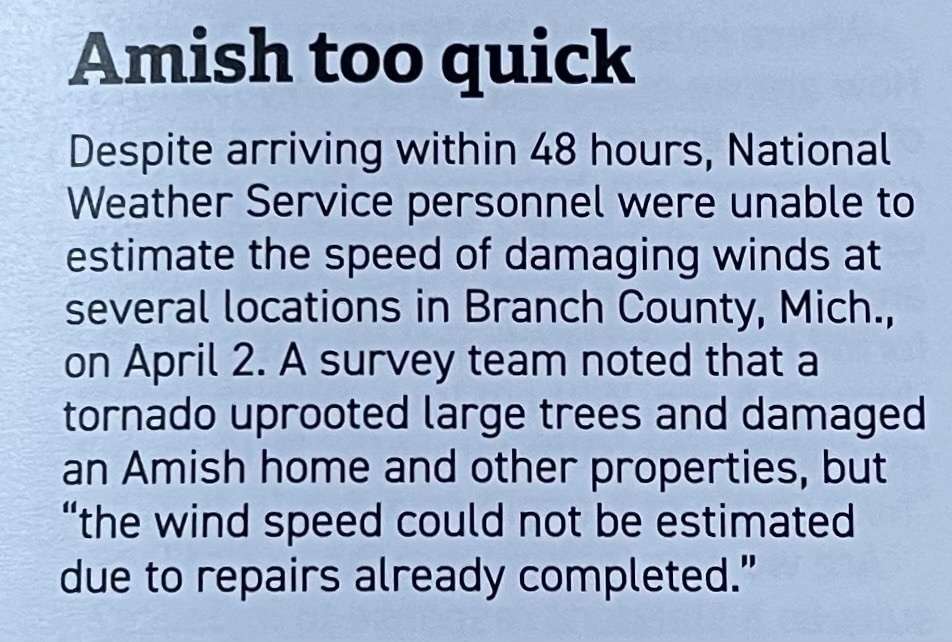 Amish too quick
Despite arriving within 48 hours, National
Weather Service personnel were unable to
estimate the speed of damaging winds at
several locations in Branch County, Mich.,
on April 2. A survey team noted that a
tornado uprooted large trees and damaged
an Amish home and other properties, but
“the wind speed could not be estimated
due to repairs already completed.”